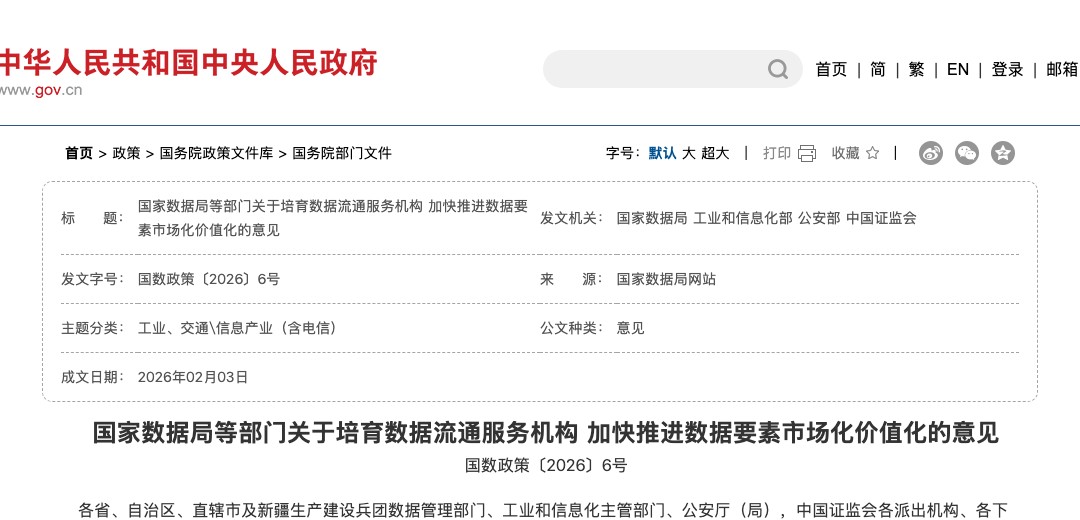 中华人民共和国中央人民政府
www.gov.cn
首页 | 简 | 繁 | EN | 登录 | 邮箱
首页 > 政策 > 国务院政策文件库 > 国务院部门文件
字号：默认 大 超大 | 打印 收藏 |
标 题： 国家数据局等部门关于培育数据流通服务机构 加快推进数据要
素市场化价值化的意见
发文机关： 国家数据局 工业和信息化部 公安部 中国证监会
发文字号： 国数政策〔2026〕6号
来 源： 国家数据局网站
主题分类： 工业、交通\信息产业（含电信）
公文种类： 意见
成文日期： 2026年02月03日
国家数据局等部门关于培育数据流通服务机构 加快推进数据要素市场化价值化的意见
国数政策〔2026〕6号
各省、自治区、直辖市及新疆生产建设兵团数据管理部门、工业和信息化主管部门、公安厅（局），中国证监会各派出机构、各下